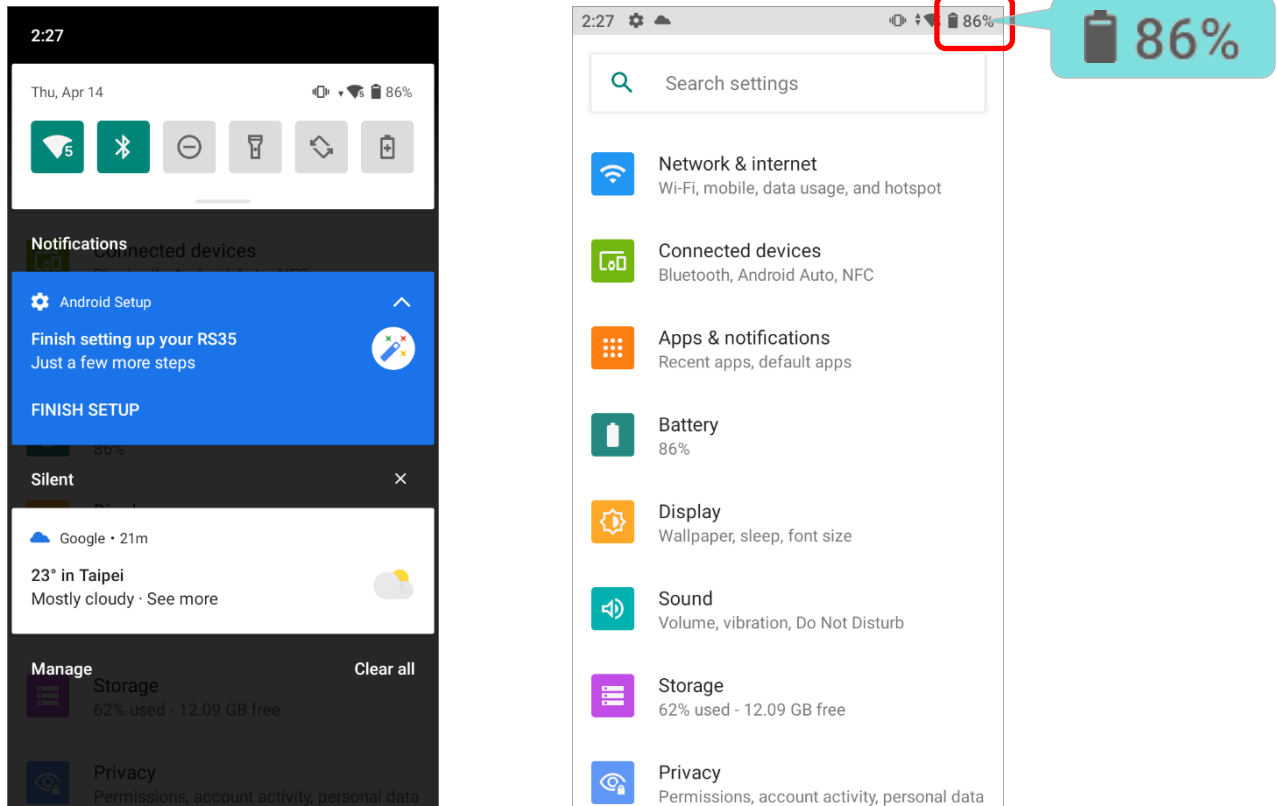 2:27
Thu, Apr 14
86%
5
Notifications
Connected devices
Android Setup
Finish setting up your RS35
Just a few more steps
FINISH SETUP
86%
Silent
Google • 21m
23° in Taipei
Mostly cloudy · See more
Manage
Clear all
Storage
62% used - 12.09 GB free
Privacy
Permissions, account activity, personal data
2:27
86%
86%
Search settings
Network & internet
Wi-Fi, mobile, data usage, and hotspot
Connected devices
Bluetooth, Android Auto, NFC
Apps & notifications
Recent apps, default apps
Battery
86%
Display
Wallpaper, sleep, font size
Sound
Volume, vibration, Do Not Disturb
Storage
62% used - 12.09 GB free
Privacy
Permissions, account activity, personal data